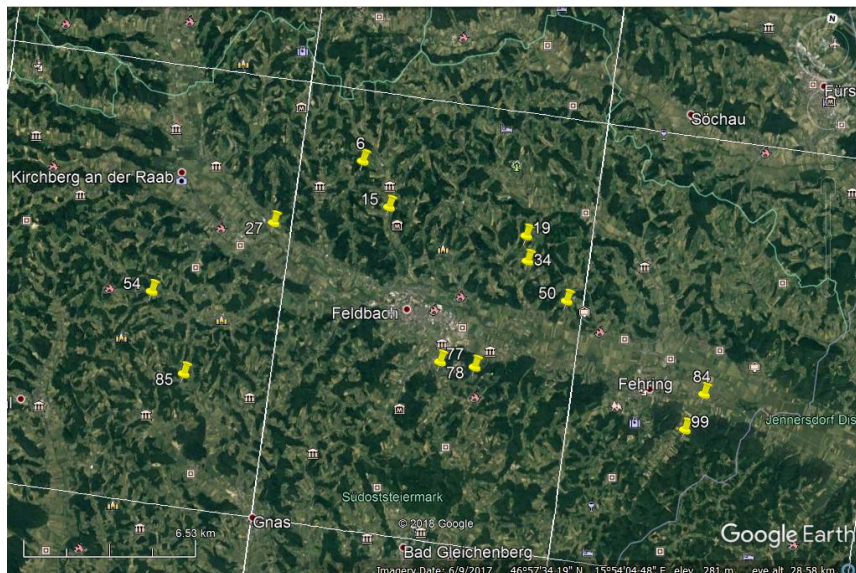 N
Fürs
Söchau
6
Kirchberg an der Raab
15
27
19
34
54
50
Feldbach
77
78
85
84
Fehring
99
Jennersdorf Dis
Südoststeiermark
6.53 km
Gnas
© 2018 Google
Bad Gleichenberg
Google Earth
Imagery Date: 6/9/2017 46°57'34.19" N 15°54'04.48" E elev 281 m eye alt 28.58 km